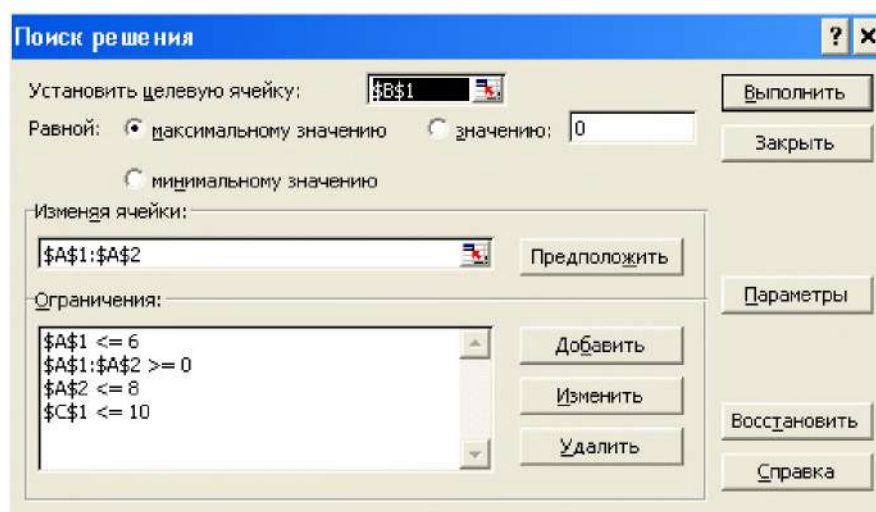 Поиск решения
? ×
Установить целевую ячейку: $B$1
Выполнить
Равной: максимальному значению значению: 0
Закрыть
минимальному значению
Изменяя ячейки:
$A$1:$A$2
Предположить
Ограничения:
Параметры
$A$1 <= 6
$A$1:$A$2 >= 0
$A$2 <= 8
$C$1 <= 10
Добавить
Изменить
Удалить
Восстановить
Справка